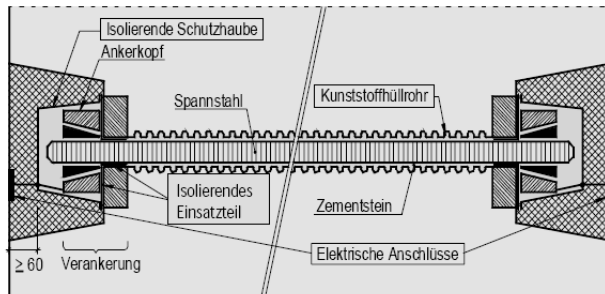 Isolierende Schutzhaube
Ankerkopf
Spannstahl
Kunststoffhüllrohr
Isolierendes
Einsatzteil
Zementstein
Elektrische Anschlüsse
≥ 60
Verankerung